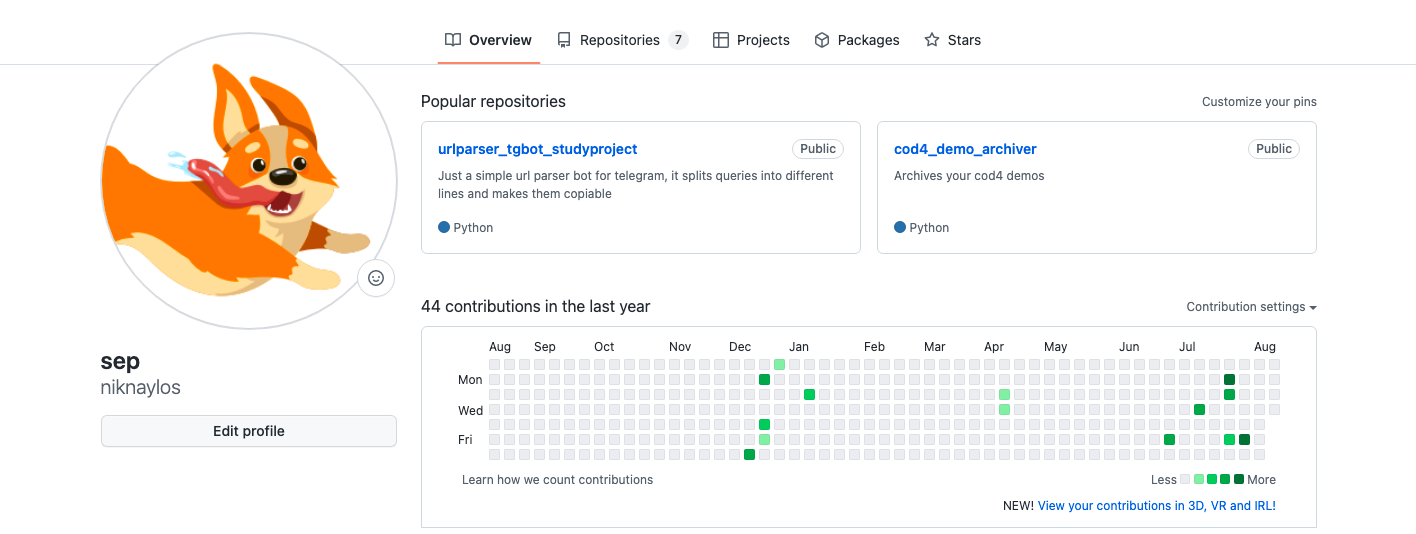 Overview Repositories 7 Projects Packages Stars
Popular repositories
Customize your pins
urlparser_tgbot_studyproject Public
Just a simple url parser bot for telegram, it splits queries into different
lines and makes them copiable
Python
cod4_demo_archiver Public
Archives your cod4 demos
Python
sep
niknaylos
Edit profile
44 contributions in the last year
Contribution settings
Aug Sep Oct Nov Dec Jan Feb Mar Apr May Jun Jul Aug
Mon
Wed
Fri
Learn how we count contributions
Less More
NEW! View your contributions in 3D, VR and IRL!